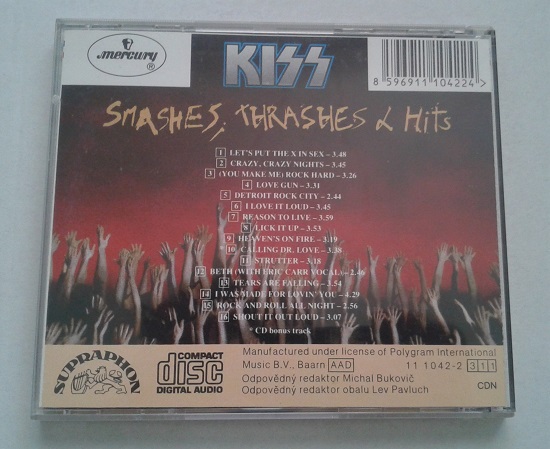 mercury ®
KISS
8 596911 104224 >
SMASHES, THRASHES & HITS
1 LET'S PUT THE X IN SEX – 3.48
2 CRAZY, CRAZY NIGHTS – 3.45
3 (YOU MAKE ME) ROCK HARD – 3.26
4 LOVE GUN – 3.31
5 DETROIT ROCK CITY – 2.44
6 I LOVE IT LOUD – 3.45
7 REASON TO LIVE – 3.59
8 LICK IT UP – 3.53
9 HEAVEN'S ON FIRE – 3.19
* 10 CALLING DR. LOVE – 3.38
11 STRUTTER – 3.18
12 BETH (WITH ERIC CARR VOCAL) – 2.46
13 TEARS ARE FALLING – 3.54
14 I WAS MADE FOR LOVIN' YOU – 4.29
15 ROCK AND ROLL ALL NIGHT – 2.56
16 SHOUT IT OUT LOUD – 3.07
* CD bonus track
SUPRAPHON
COMPACT
disc
DIGITAL AUDIO
Manufactured under license of Polygram International
Music B.V., Baarn AAD 11 1042-2 311
Odpovědný redaktor Michal Bukovič
Odpovědný redaktor obalu Lev Pavluch CDN